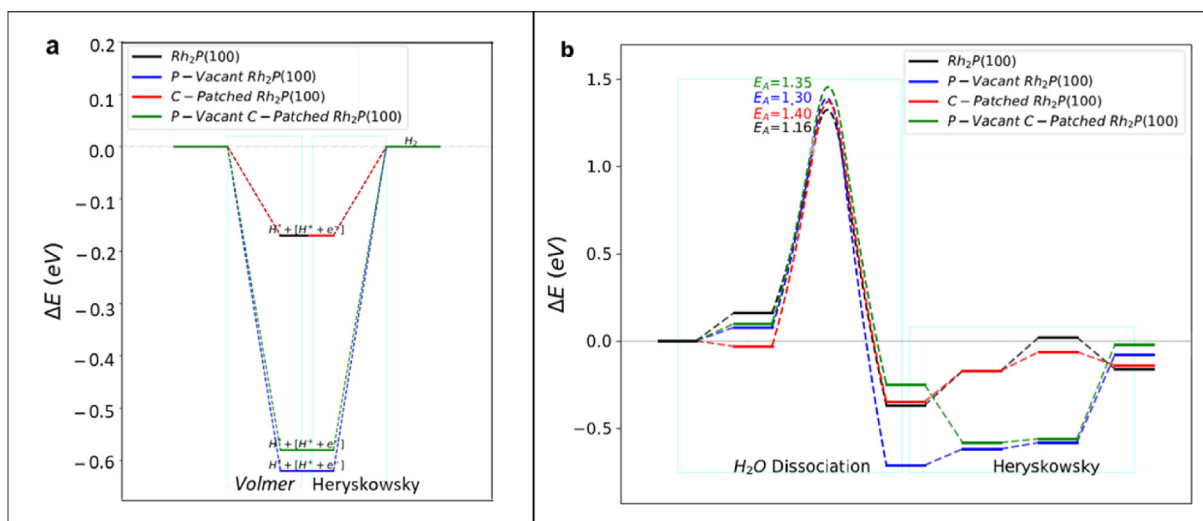 a
0.2
0.1
0.0
−0.1
−0.2
−0.3
−0.4
−0.5
−0.6
ΔE (eV)
Rh₂P(100)
P − Vacant Rh₂P(100)
C − Patched Rh₂P(100)
P − Vacant C − Patched Rh₂P(100)
H₂
H* + [H⁺ + e⁻]
H* + [H⁺ + e⁻]
H* + [H⁺ + e⁻]
Volmer
Heryskowsky
b
1.5
1.0
0.5
0.0
−0.5
ΔE (eV)
E_A=1.35
E_A=1.30
E_A=1.40
E_A=1.16
Rh₂P(100)
P − Vacant Rh₂P(100)
C − Patched Rh₂P(100)
P − Vacant C − Patched Rh₂P(100)
H₂O Dissociation
Heryskowsky